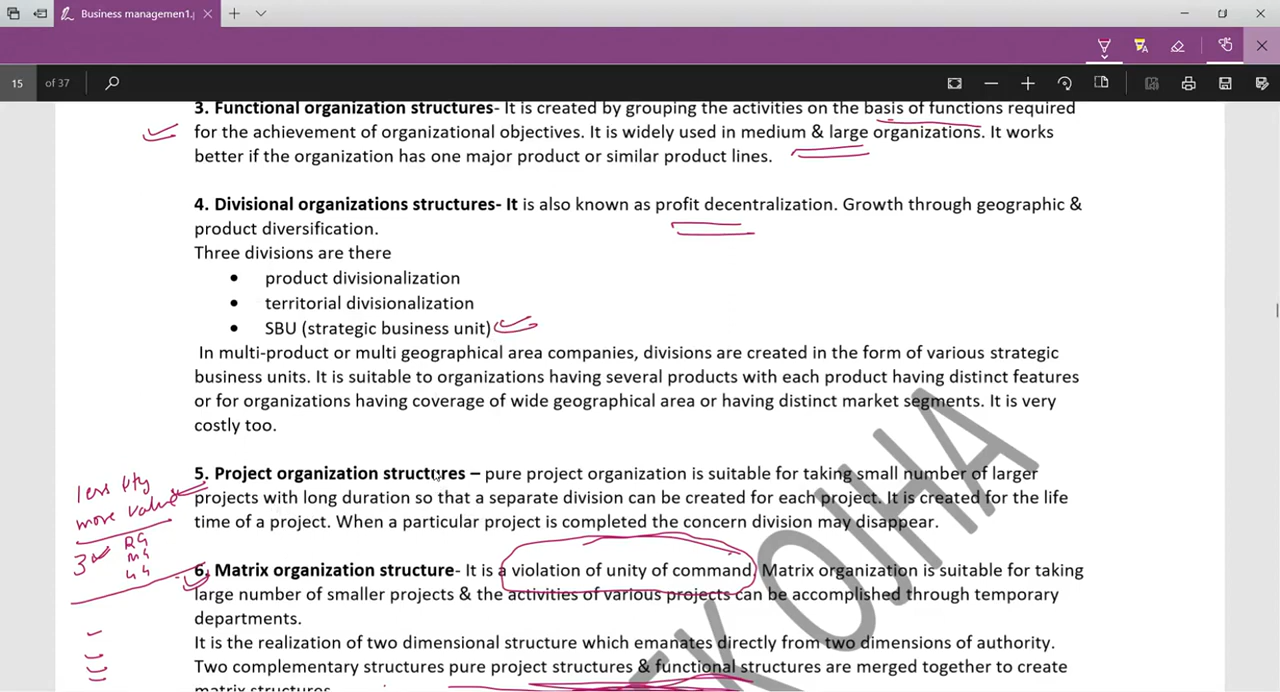 Business managemen1.p
15
of 37
3. Functional organization structures- It is created by grouping the activities on the basis of functions required
for the achievement of organizational objectives. It is widely used in medium & large organizations. It works
better if the organization has one major product or similar product lines.
4. Divisional organizations structures- It is also known as profit decentralization. Growth through geographic &
product diversification.
Three divisions are there
• product divisionalization
• territorial divisionalization
• SBU (strategic business unit)
In multi-product or multi geographical area companies, divisions are created in the form of various strategic
business units. It is suitable to organizations having several products with each product having distinct features
or for organizations having coverage of wide geographical area or having distinct market segments. It is very
costly too.
5. Project organization structures – pure project organization is suitable for taking small number of larger
projects with long duration so that a separate division can be created for each project. It is created for the life
time of a project. When a particular project is completed the concern division may disappear.
less
more value
3
6. Matrix organization structure- It is a violation of unity of command. Matrix organization is suitable for taking
large number of smaller projects & the activities of various projects can be accomplished through temporary
departments.
It is the realization of two dimensional structure which emanates directly from two dimensions of authority.
Two complementary structures pure project structures & functional structures are merged together to create
matrix structures.
K OJHA